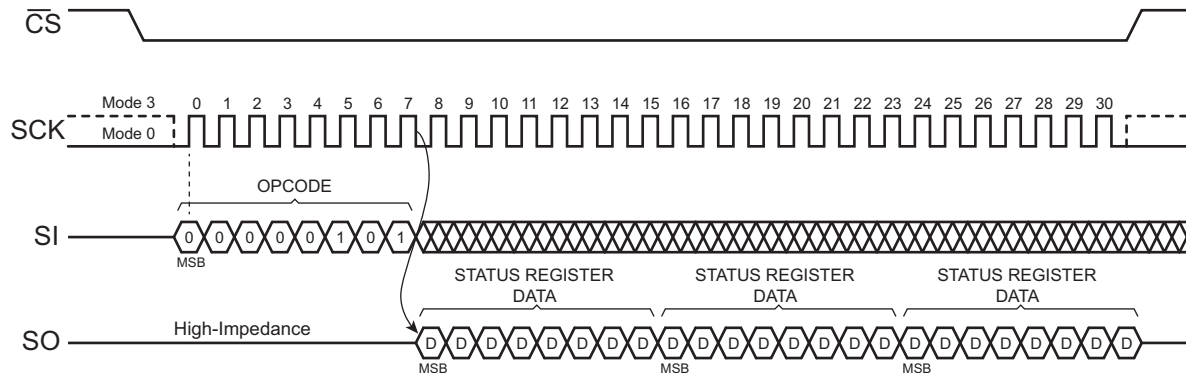 CS
Mode 3
0 1 2 3 4 5 6 7 8 9 10 11 12 13 14 15 16 17 18 19 20 21 22 23 24 25 26 27 28 29 30
SCK
Mode 0
OPCODE
SI
0 0 0 0 0 1 0 1
MSB
STATUS REGISTER DATA
STATUS REGISTER DATA
STATUS REGISTER DATA
High-Impedance
SO
D D D D D D D D D D D D D D D D D D D D D D D D
MSB
MSB
MSB